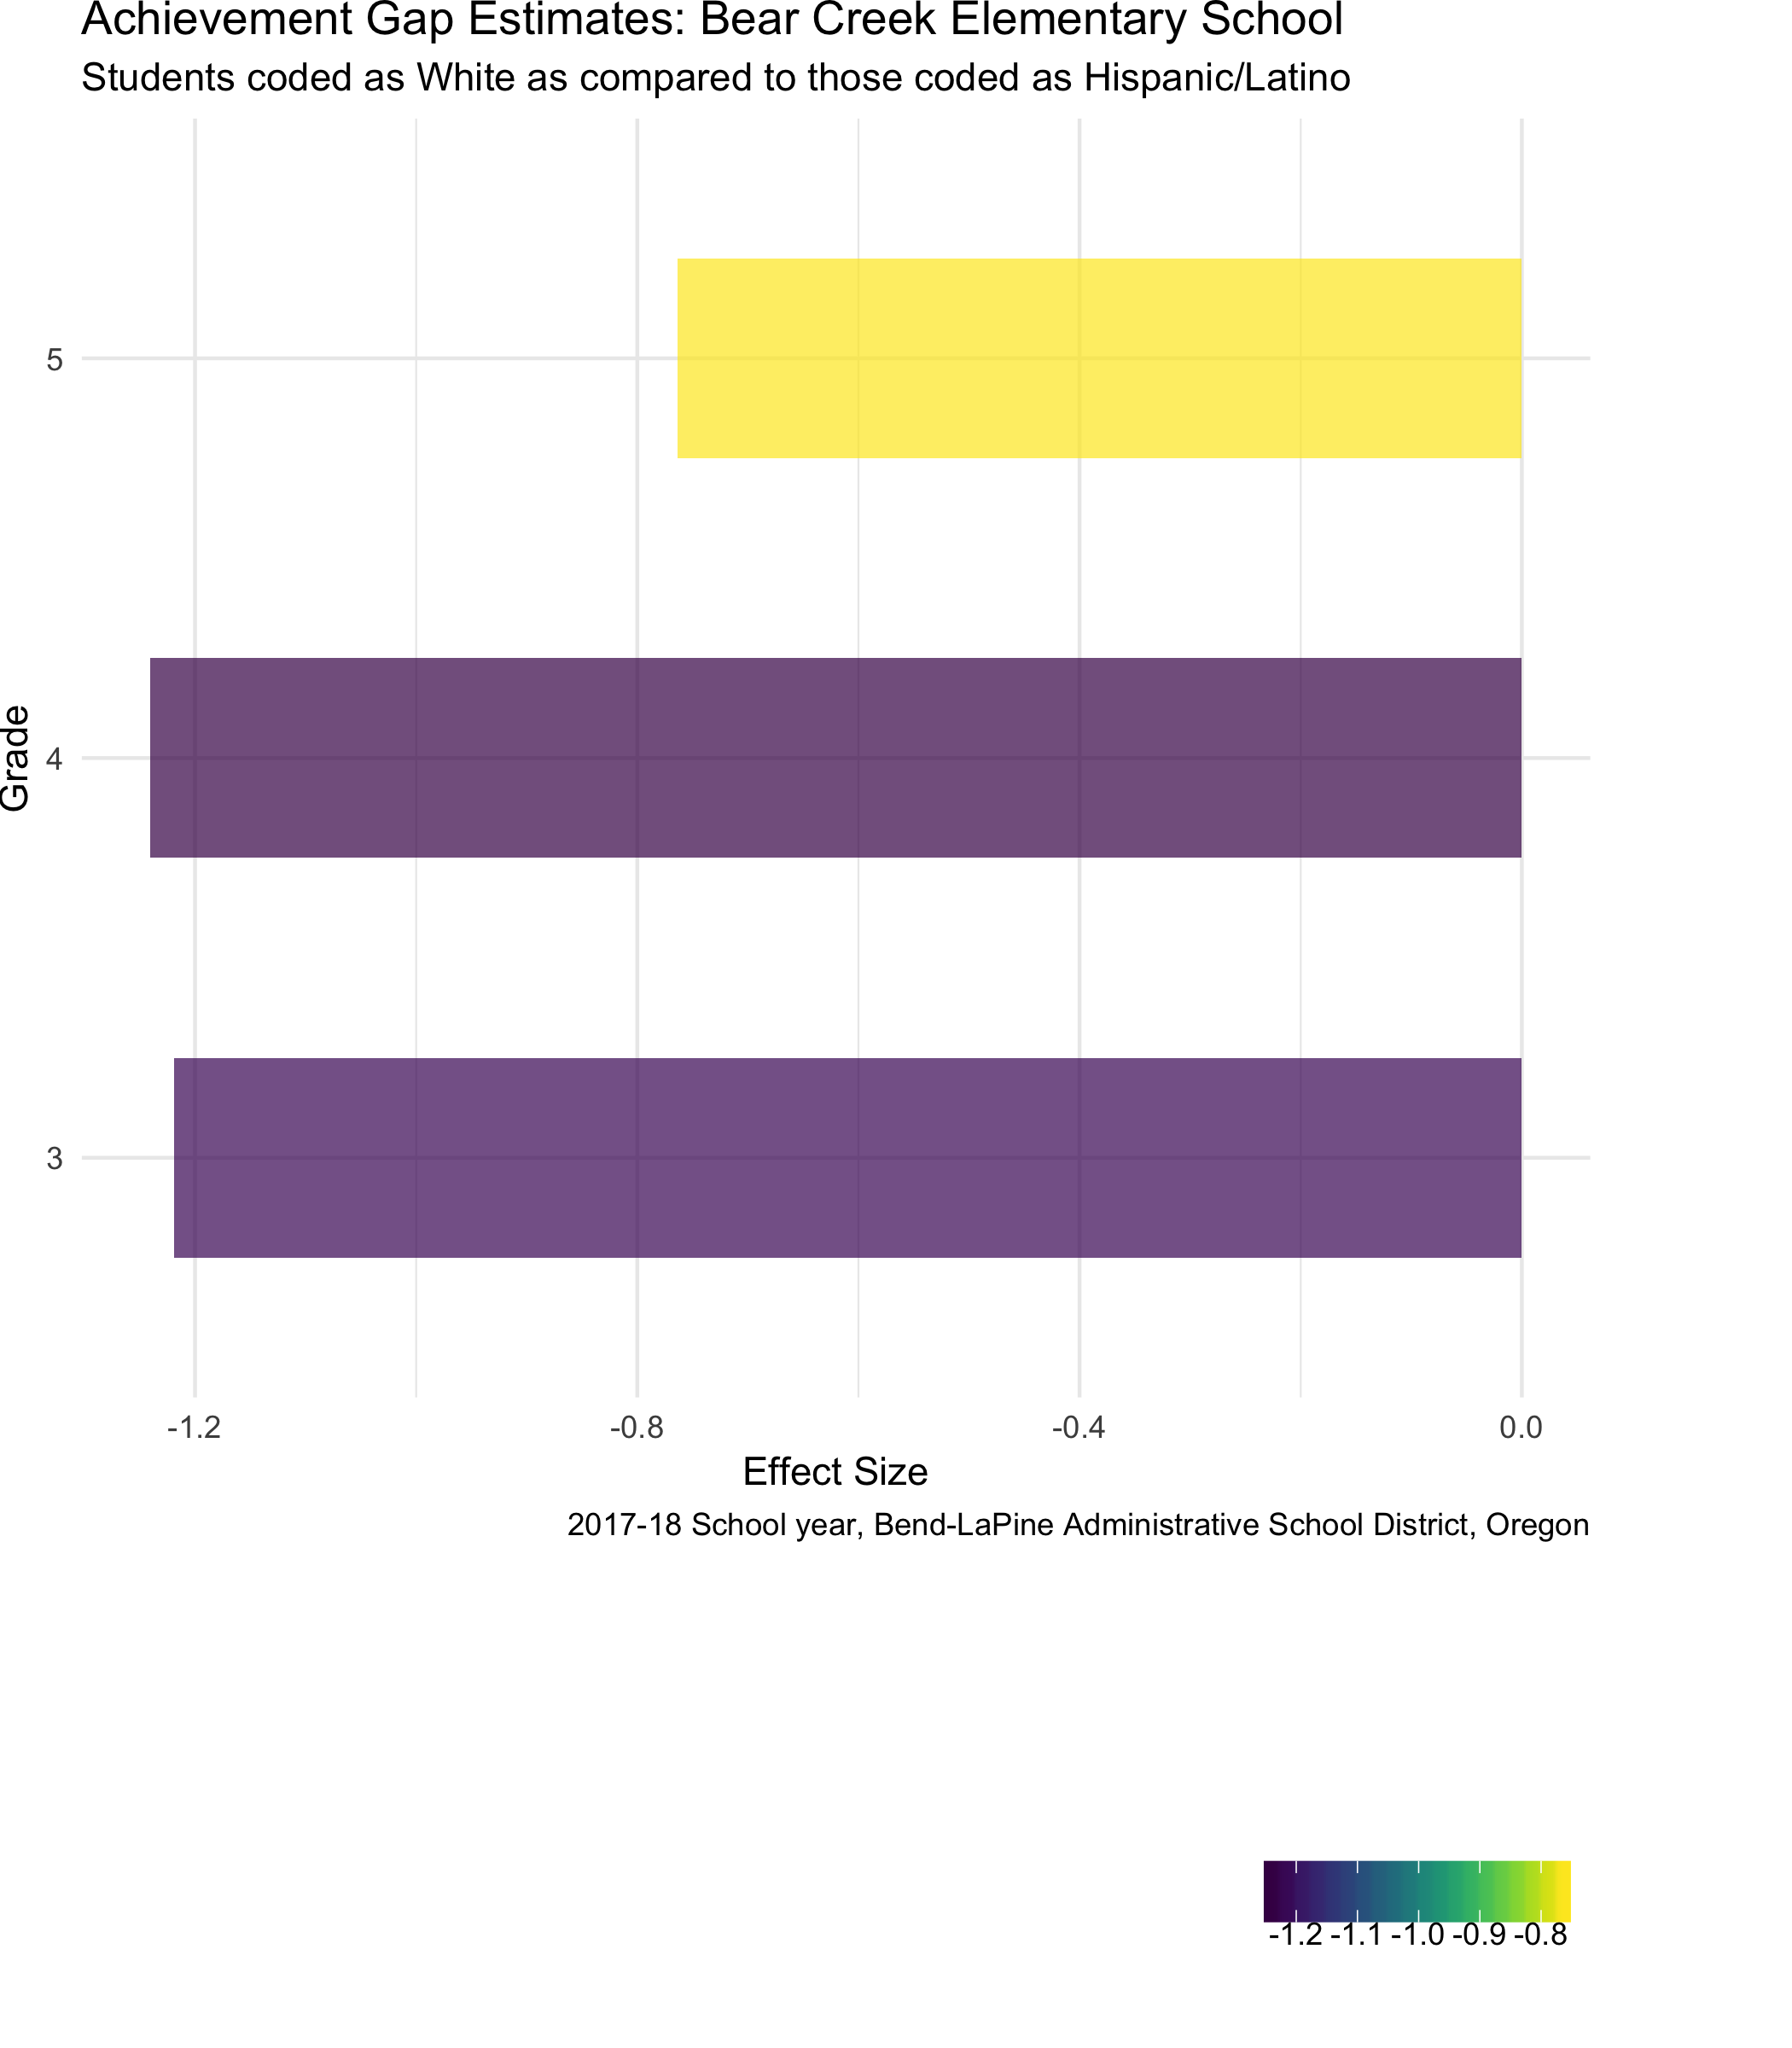 Achievement Gap Estimates: Bear Creek Elementary School
Students coded as White as compared to those coded as Hispanic/Latino
5
4
3
Grade
-1.2 -0.8 -0.4 0.0
Effect Size
2017-18 School year, Bend-LaPine Administrative School District, Oregon
-1.2 -1.1 -1.0 -0.9 -0.8